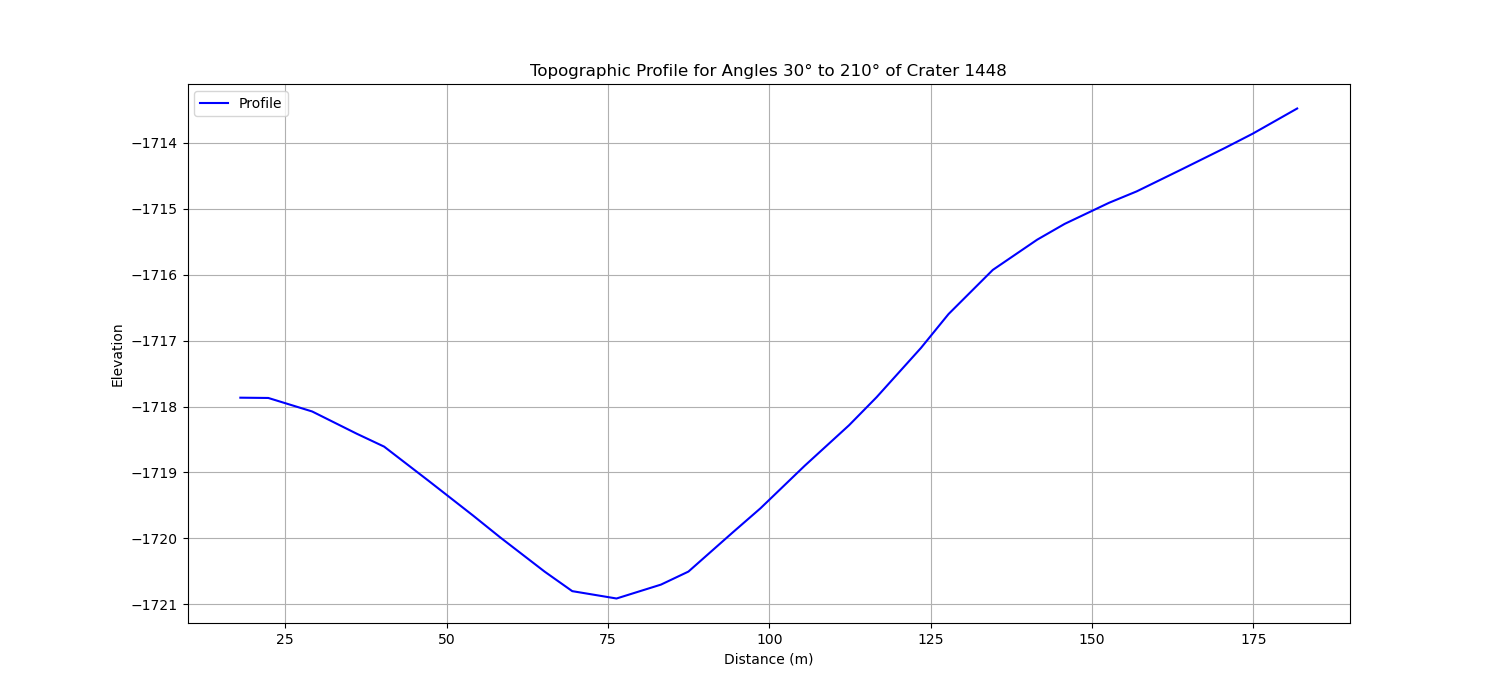 Topographic Profile for Angles 30° to 210° of Crater 1448
Profile
−1714
−1715
−1716
−1717
−1718
−1719
−1720
−1721
Elevation
25 50 75 100 125 150 175
Distance (m)